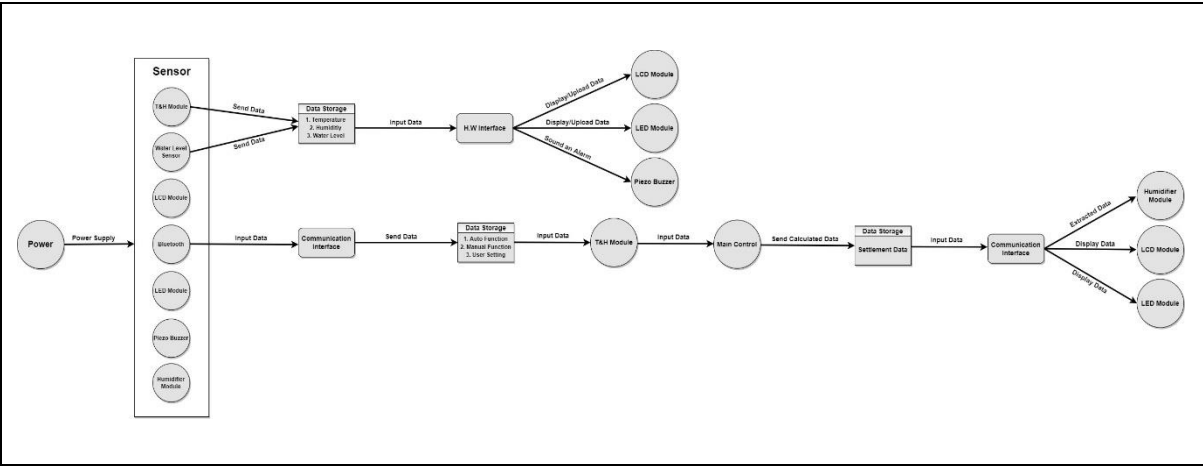 Sensor
T&H Module
Water Level
Sensor
LCD Module
Bluetooth
LED Module
Piezo Buzzer
Humidifier
Module
Power
Power Supply
Send Data
Send Data
Data Storage
1. Temperature
2. Humidity
3. Water Level
Input Data
H.W Interface
Display/Upload Data
Display/Upload Data
Sound an Alarm
LCD Module
LED Module
Piezo Buzzer
Input Data
Communication
Interface
Send Data
Data Storage
1. Auto Function
2. Manual Function
3. User Setting
Input Data
T&H Module
Input Data
Main Control
Send Calculated Data
Data Storage
Settlement Data
Input Data
Communication
Interface
Extracted Data
Display Data
Display Data
Humidifier
Module
LCD Module
LED Module